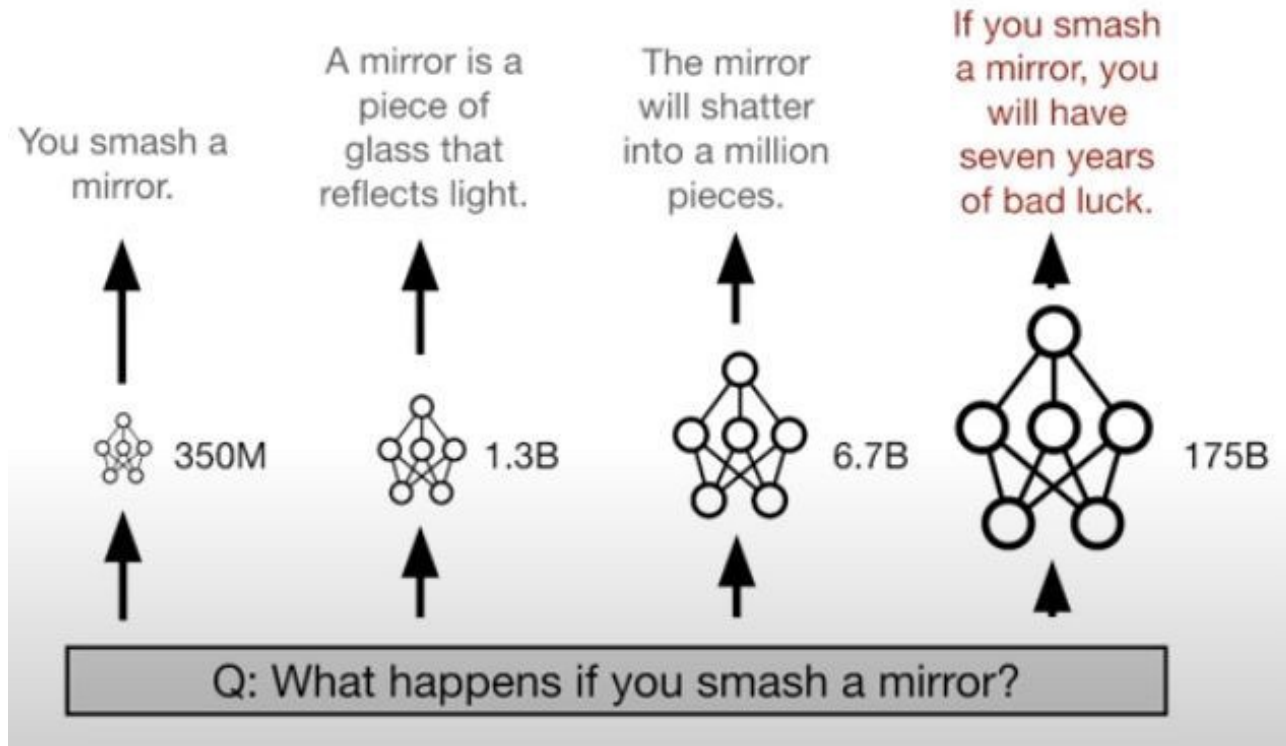 You smash a
mirror.
A mirror is a
piece of
glass that
reflects light.
The mirror
will shatter
into a million
pieces.
If you smash
a mirror, you
will have
seven years
of bad luck.
350M
1.3B
6.7B
175B
Q: What happens if you smash a mirror?